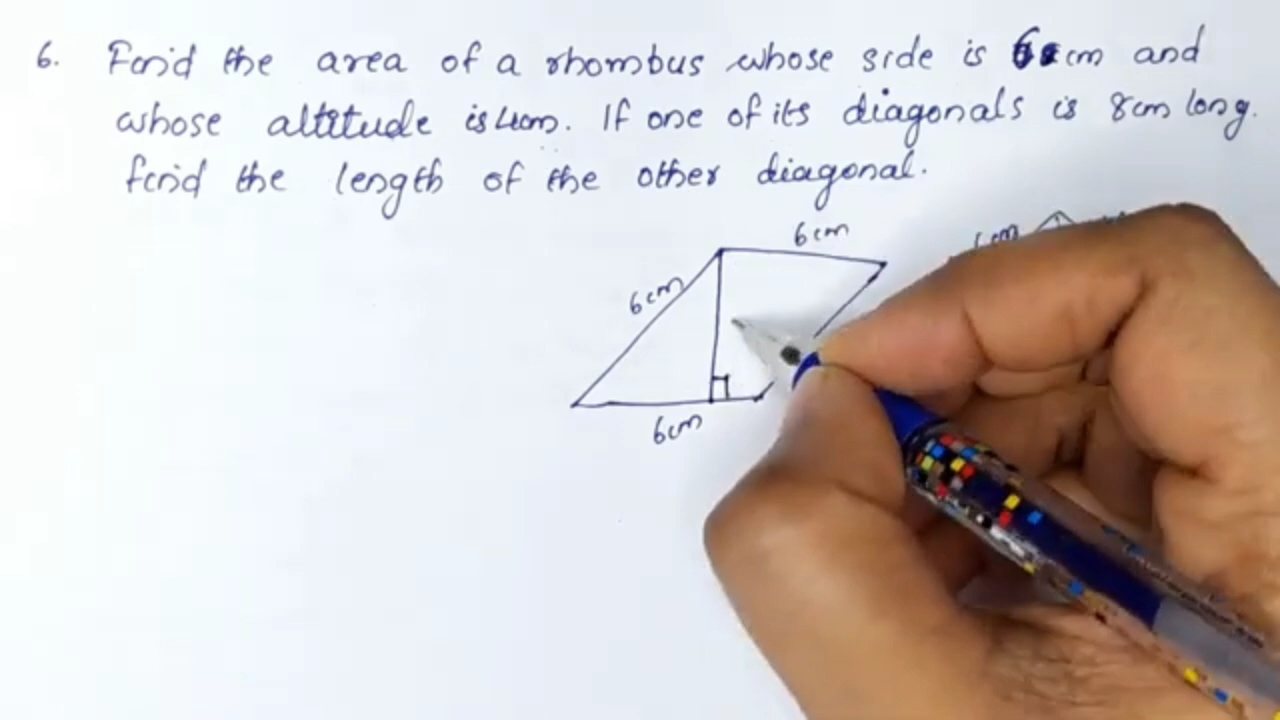 6. Find the area of a rhombus whose side is 6cm and
whose altitude is 4cm. If one of its diagonals is 8cm long.
find the length of the other diagonal.
6cm
6cm
6cm